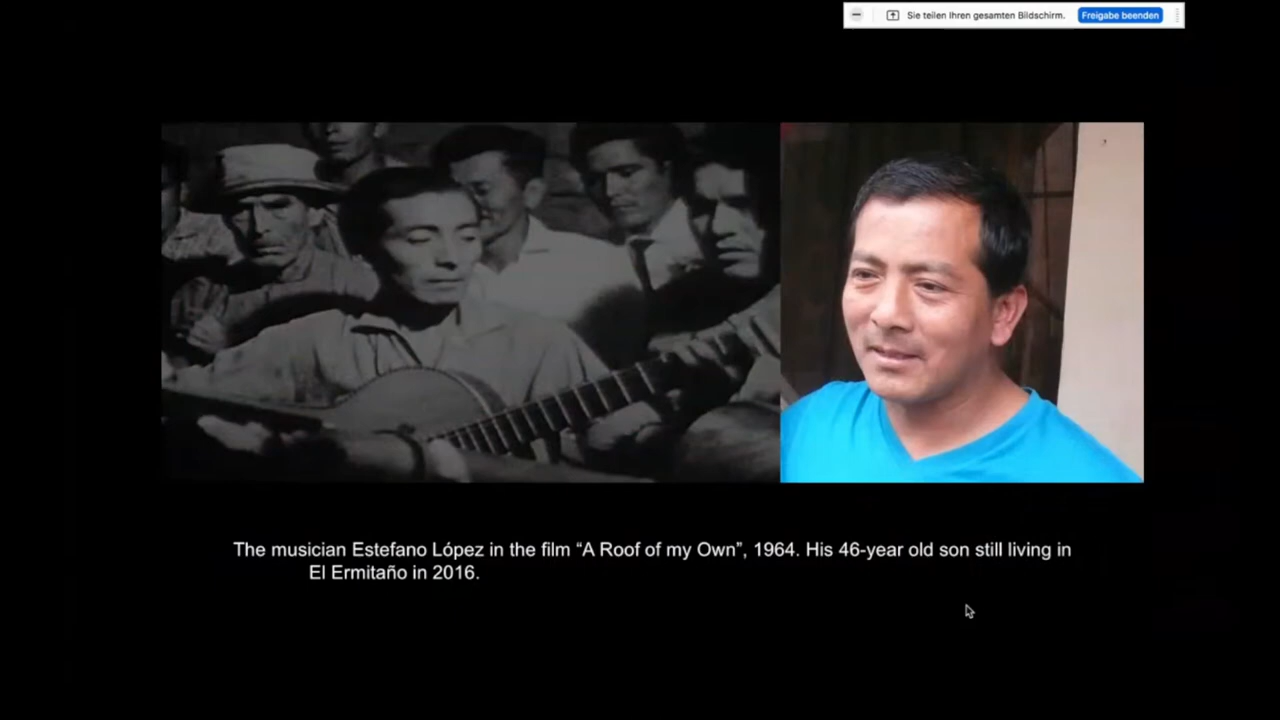 Sie teilen Ihren gesamten Bildschirm. Freigabe beenden
The musician Estefano López in the film “A Roof of my Own”, 1964. His 46-year old son still living in
El Ermitaño in 2016.